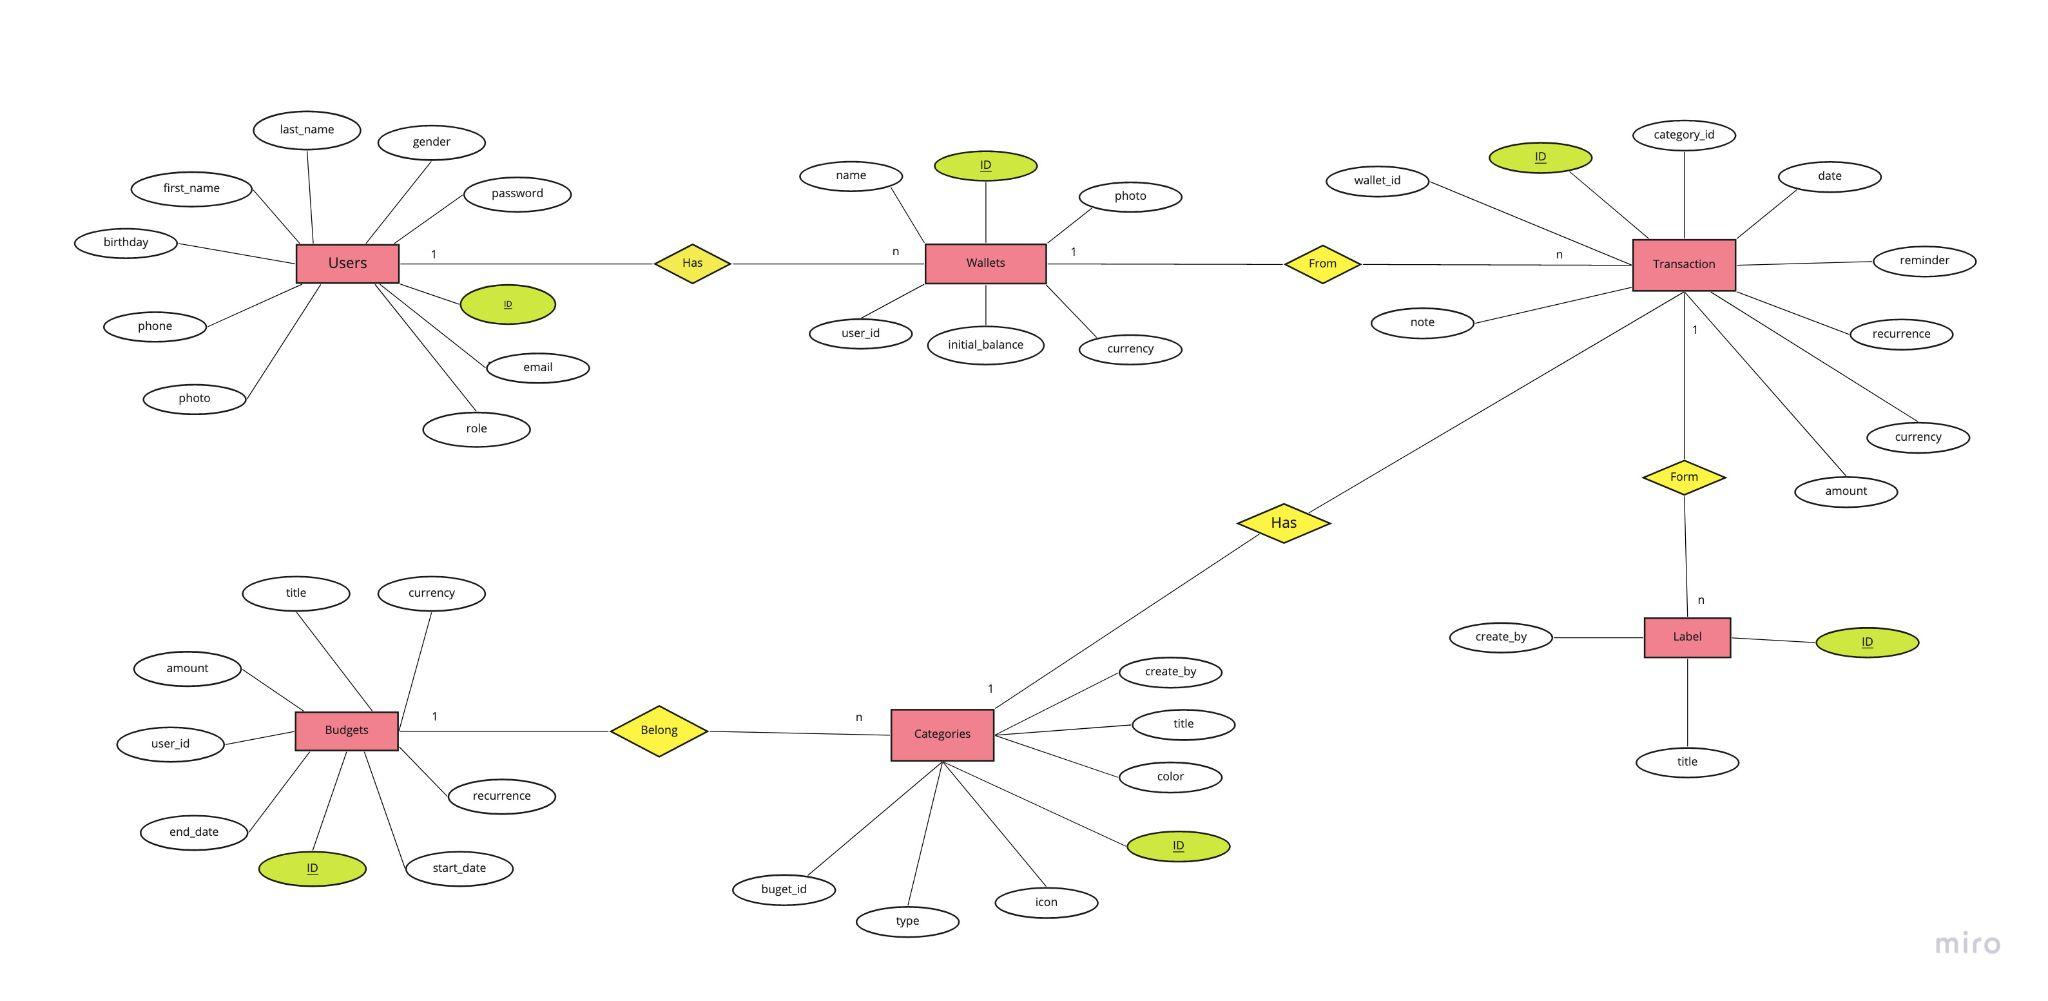 last_name
gender
first_name
password
birthday
Users
1
Has
n
ID
phone
email
photo
role
name
ID
photo
Wallets
1
From
n
user_id
initial_balance
currency
category_id
ID
date
wallet_id
Transaction
reminder
note
1
recurrence
currency
amount
Form
Has
n
create_by
Label
ID
title
title
currency
amount
Budgets
1
Belong
n
user_id
recurrence
end_date
ID
start_date
1
create_by
title
Categories
color
ID
buget_id
type
icon
miro